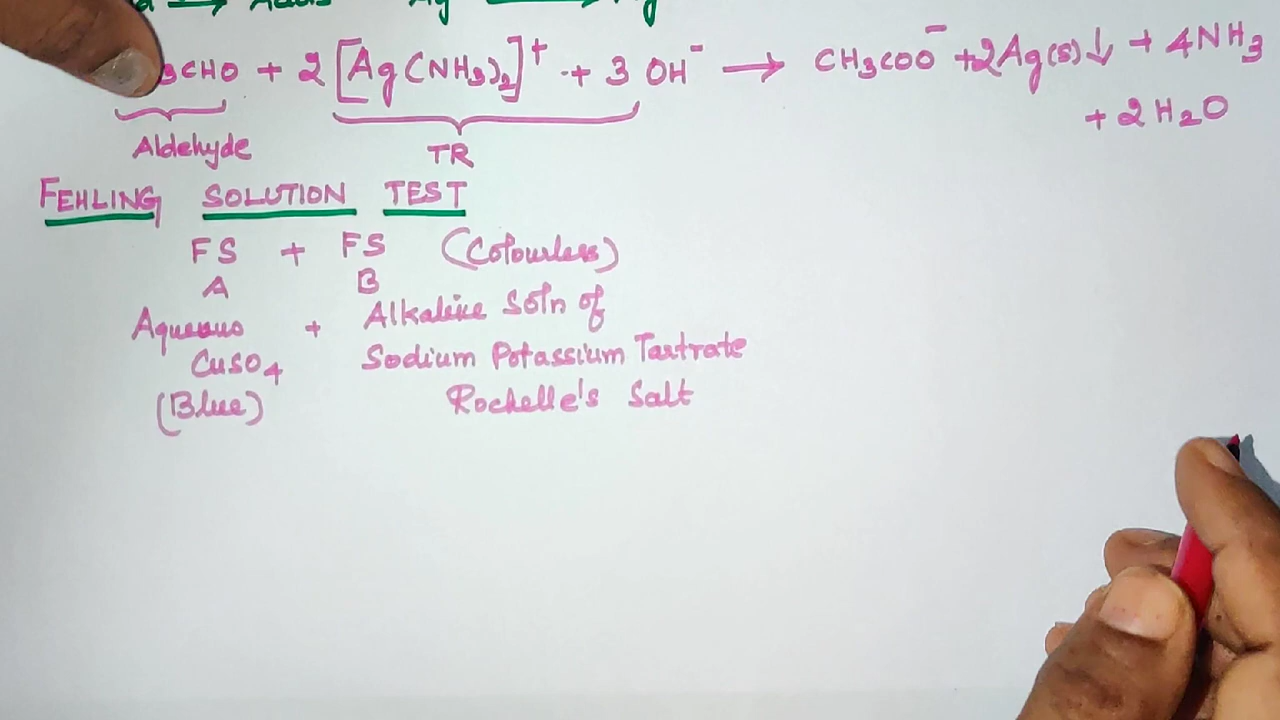 3CHO + 2 [Ag(NH3)2]+ + 3 OH- → CH3COO- + 2Ag(s)↓ + 4NH3
+ 2H2O
Aldehyde TR
FEHLING SOLUTION TEST
FS + FS (Colourless)
A B
Aqueous + Alkaline Soln of
CuSO4 Sodium Potassium Tartrate
(Blue) Rochelle's Salt